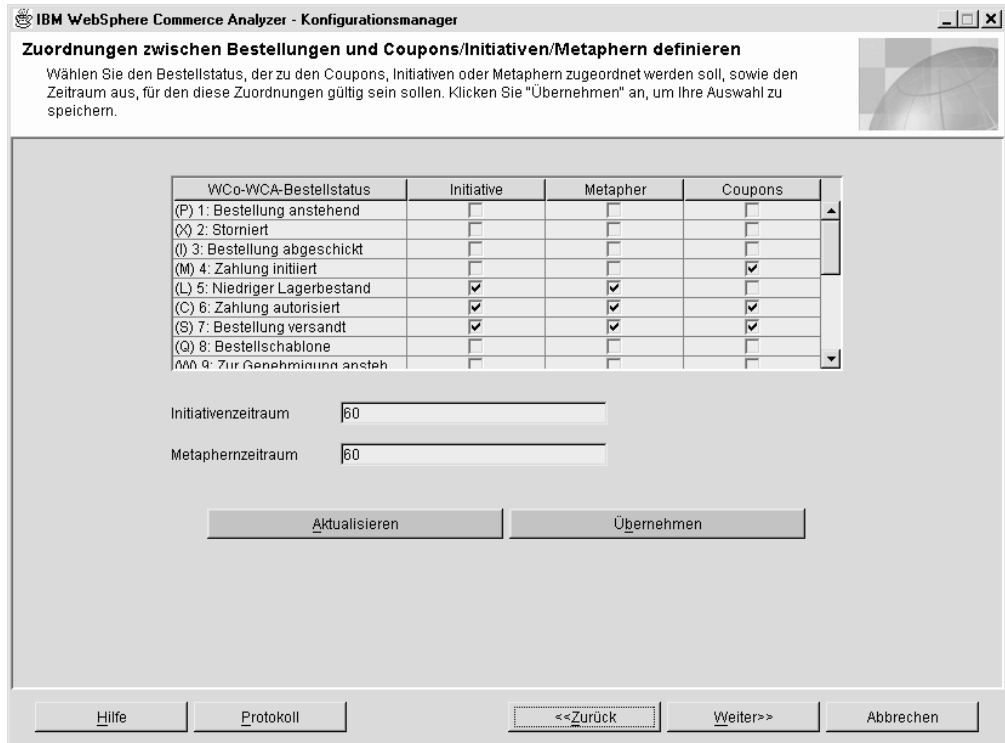 IBM WebSphere Commerce Analyzer - Konfigurationsmanager
Zuordnungen zwischen Bestellungen und Coupons/Initiativen/Metaphern definieren
Wählen Sie den Bestellstatus, der zu den Coupons, Initiativen oder Metaphern zugeordnet werden soll, sowie den
Zeitraum aus, für den diese Zuordnungen gültig sein sollen. Klicken Sie "Übernehmen" an, um Ihre Auswahl zu
speichern.
WCo-WCA-Bestellstatus Initiative Metapher Coupons
(P) 1: Bestellung anstehend
(X) 2: Storniert
(I) 3: Bestellung abgeschickt
(M) 4: Zahlung initiiert
(L) 5: Niedriger Lagerbestand
(C) 6: Zahlung autorisiert
(S) 7: Bestellung versandt
(Q) 8: Bestellschablone
(W) 9: Zur Genehmigung ansteh
Initiativenzeitraum 60
Metaphernzeitraum 60
Aktualisieren Übernehmen
Hilfe Protokoll <<Zurück Weiter>> Abbrechen